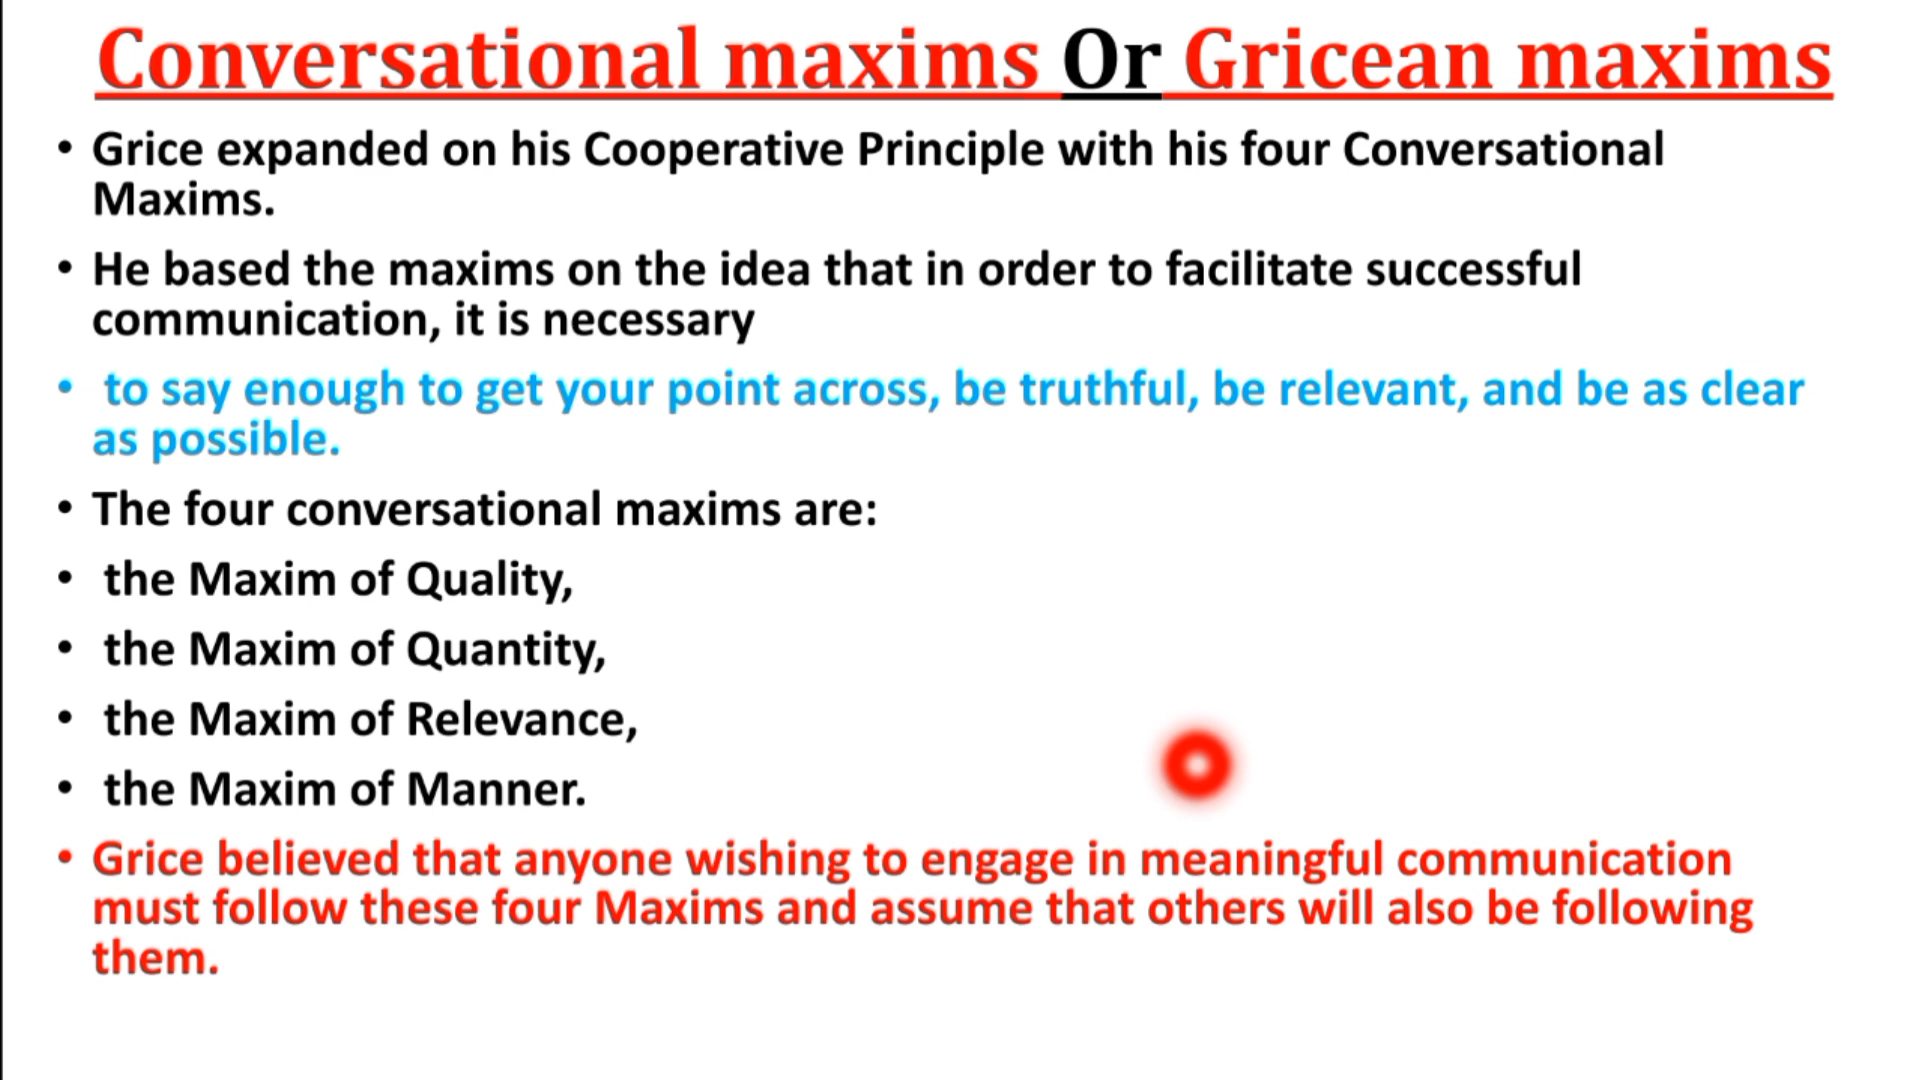 Conversational maxims Or Gricean maxims
• Grice expanded on his Cooperative Principle with his four Conversational
Maxims.
• He based the maxims on the idea that in order to facilitate successful
communication, it is necessary
• to say enough to get your point across, be truthful, be relevant, and be as clear
as possible.
• The four conversational maxims are:
• the Maxim of Quality,
• the Maxim of Quantity,
• the Maxim of Relevance,
• the Maxim of Manner.
• Grice believed that anyone wishing to engage in meaningful communication
must follow these four Maxims and assume that others will also be following
them.